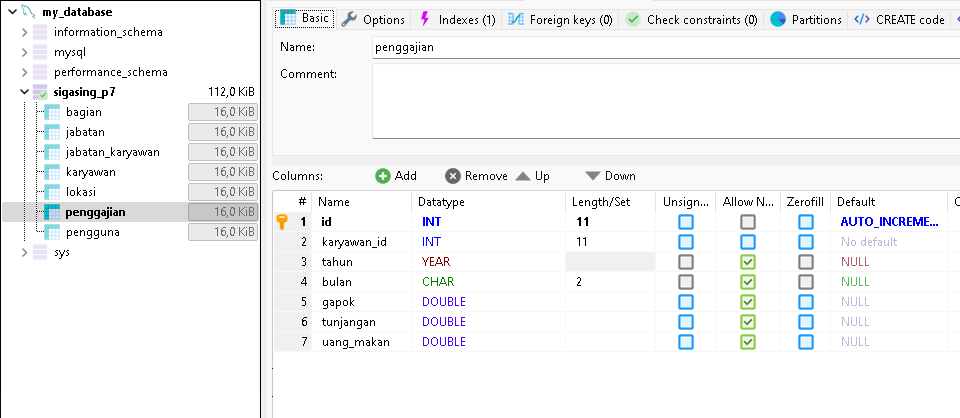 my_database
information_schema
mysql
performance_schema
sigasing_p7 112,0 KiB
bagian 16,0 KiB
jabatan 16,0 KiB
jabatan_karyawan 16,0 KiB
karyawan 16,0 KiB
lokasi 16,0 KiB
penggajian 16,0 KiB
pengguna 16,0 KiB
sys
Basic Options Indexes (1) Foreign keys (0) Check constraints (0) Partitions </> CREATE code
Name: penggajian
Comment:
Columns: Add Remove Up Down
# Name Datatype Length/Set Unsign... Allow N... Zerofill Default C
1 id INT 11 AUTO_INCREME...
2 karyawan_id INT 11 No default
3 tahun YEAR NULL
4 bulan CHAR 2 NULL
5 gapok DOUBLE NULL
6 tunjangan DOUBLE NULL
7 uang_makan DOUBLE NULL